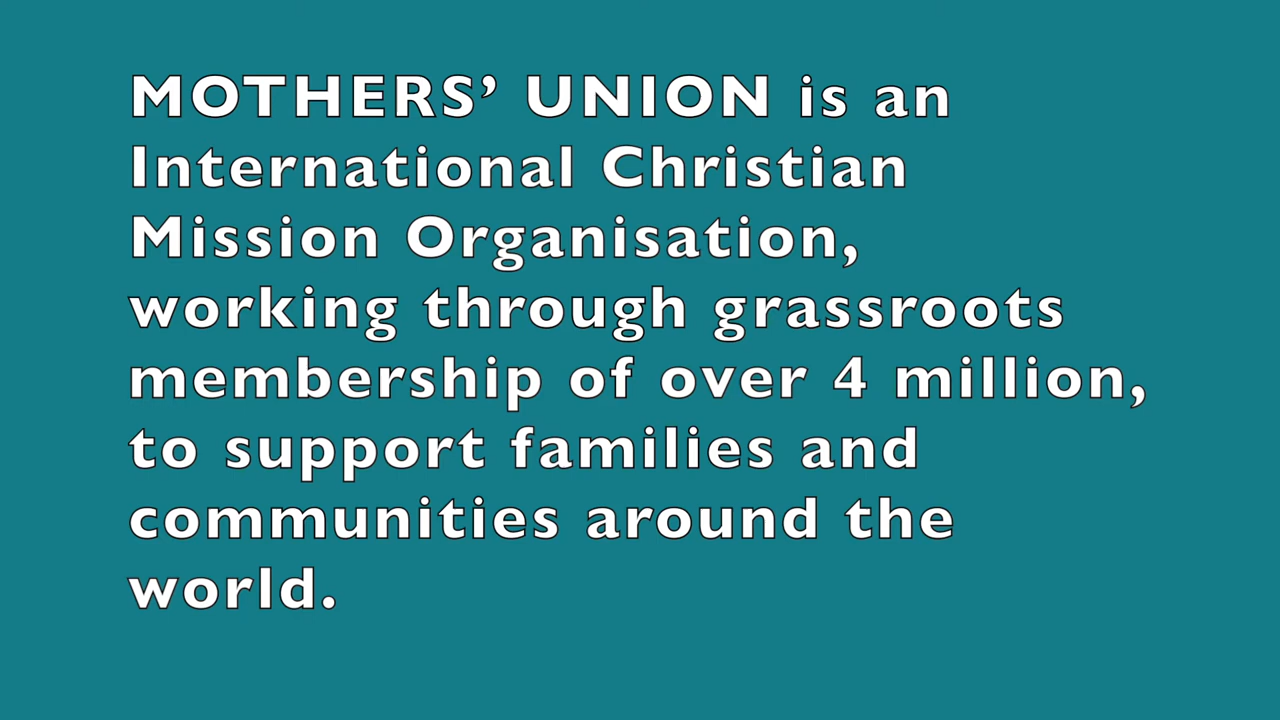 MOTHERS’ UNION is an
International Christian
Mission Organisation,
working through grassroots
membership of over 4 million,
to support families and
communities around the
world.